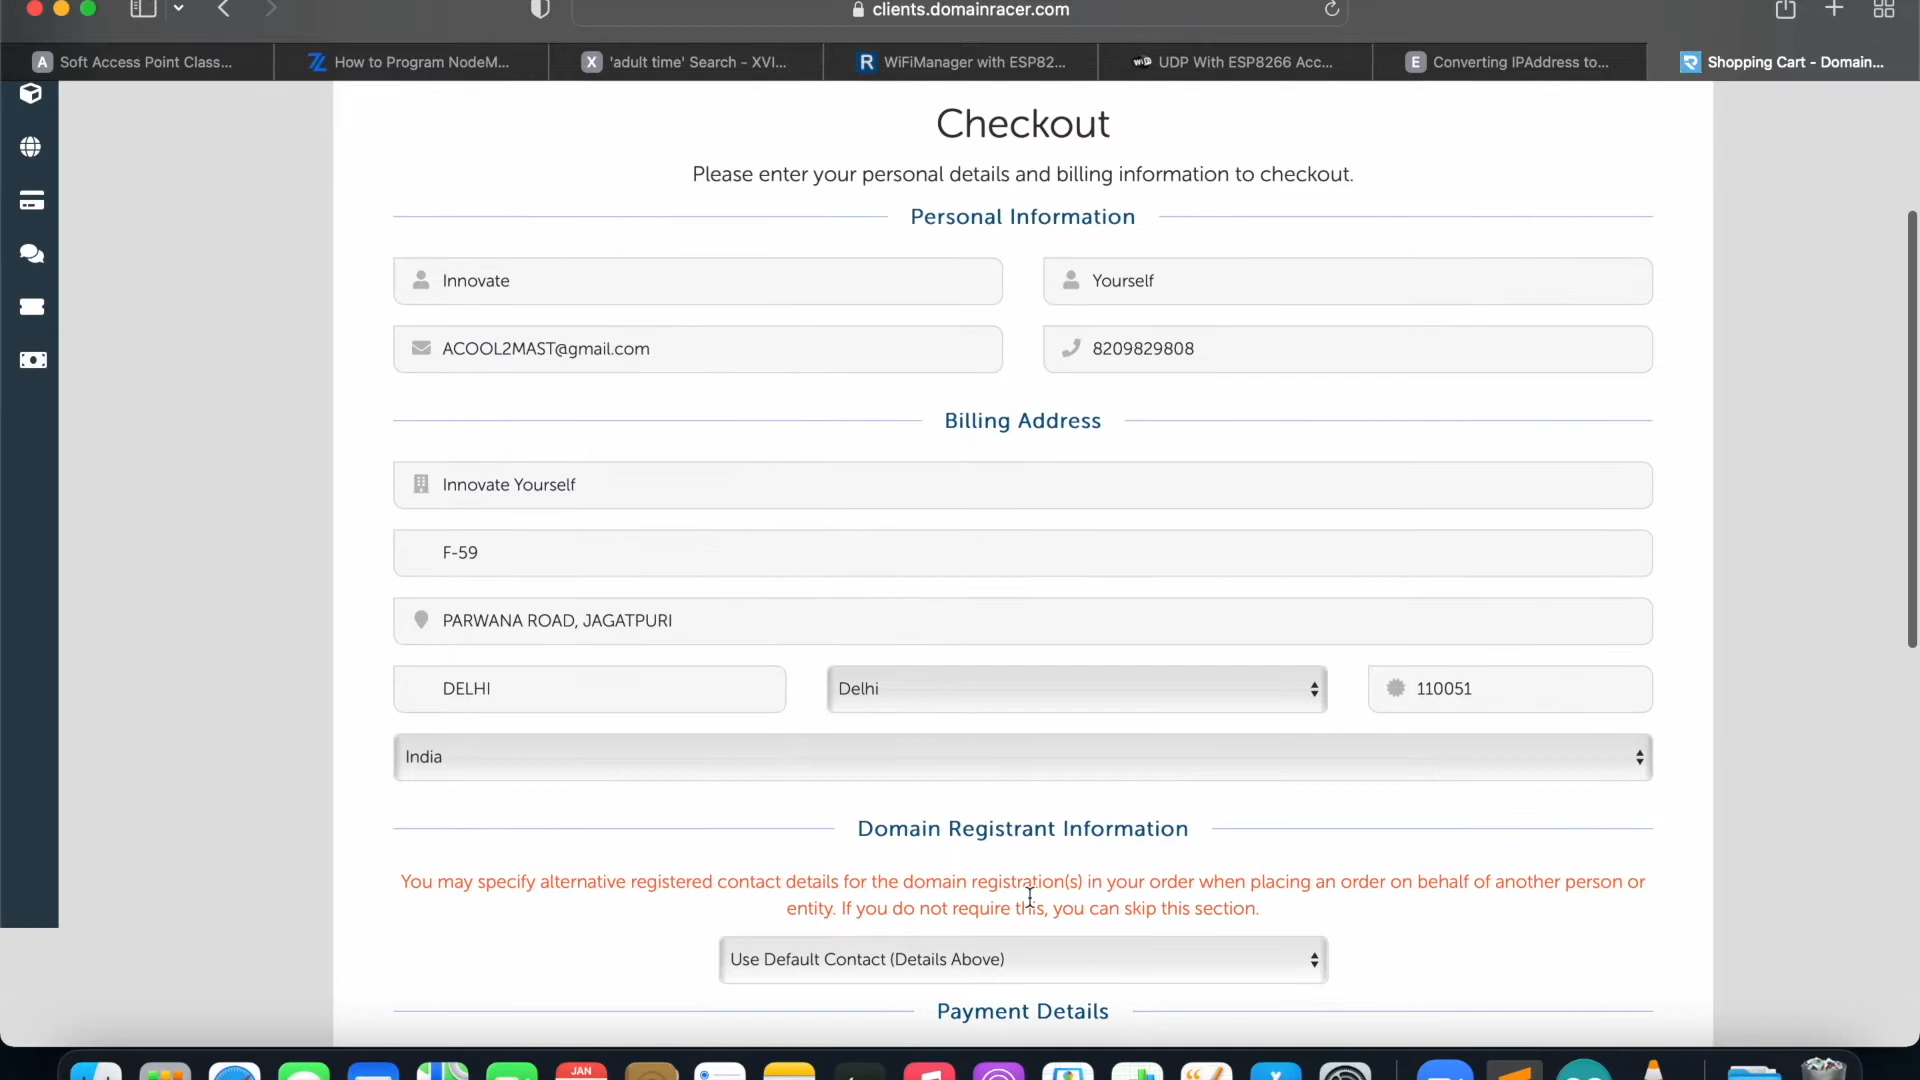 clients.domainracer.com
A Soft Access Point Class...
How to Program NodeM...
X 'adult time' Search - XVI...
R WiFiManager with ESP82...
UDP With ESP8266 Acc...
E Converting IPAddress to...
Shopping Cart - Domain...
Checkout
Please enter your personal details and billing information to checkout.
Personal Information
Innovate
Yourself
ACOOL2MAST@gmail.com
8209829808
Billing Address
Innovate Yourself
F-59
PARWANA ROAD, JAGATPURI
DELHI
Delhi
110051
India
Domain Registrant Information
You may specify alternative registered contact details for the domain registration(s) in your order when placing an order on behalf of another person or
entity. If you do not require this, you can skip this section.
Use Default Contact (Details Above)
Payment Details
JAN